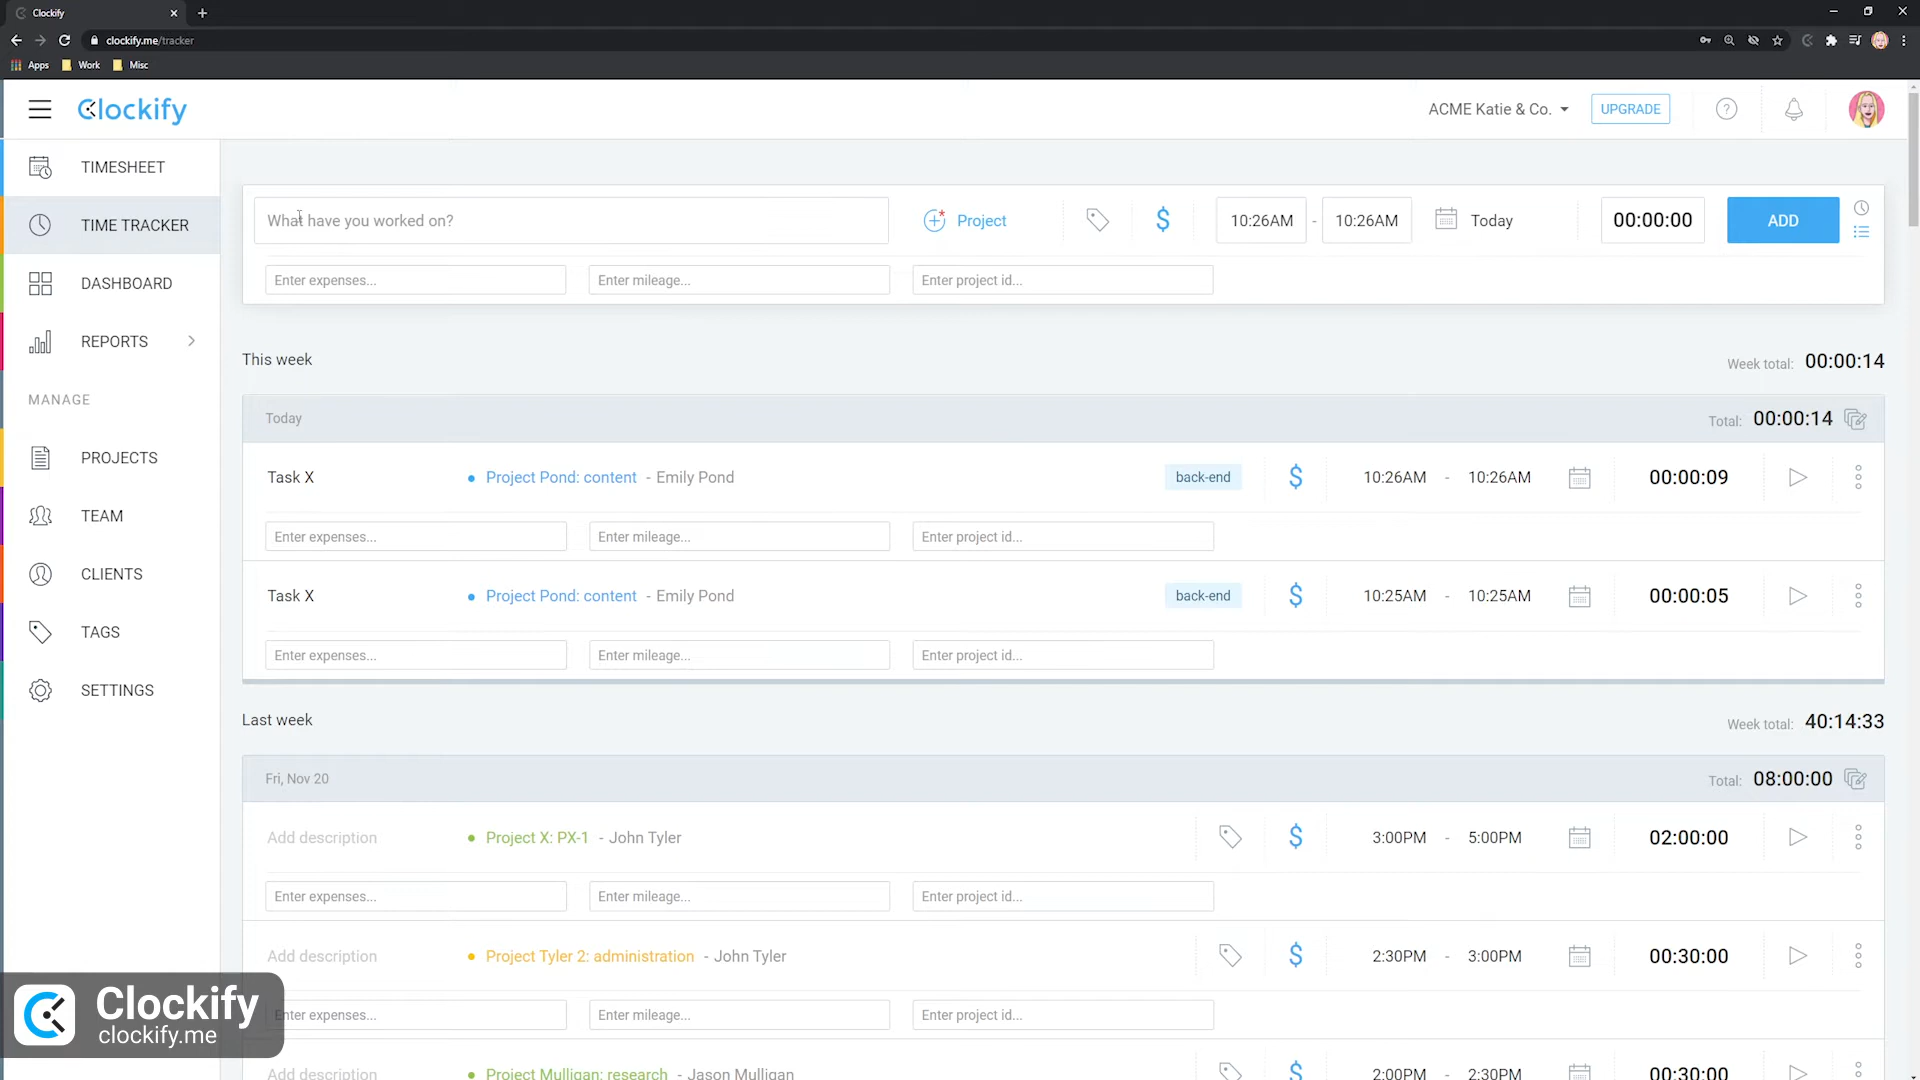 Clockify
clockify.me/tracker
Apps Work Misc
Clockify
ACME Katie & Co. UPGRADE ?
TIMESHEET
TIME TRACKER
DASHBOARD
REPORTS
MANAGE
PROJECTS
TEAM
CLIENTS
TAGS
SETTINGS
What have you worked on? Project $ 10:26AM - 10:26AM Today 00:00:00 ADD
Enter expenses... Enter mileage... Enter project id...
This week Week total: 00:00:14
Today Total: 00:00:14
Task X Project Pond: content - Emily Pond back-end $ 10:26AM - 10:26AM 00:00:09
Enter expenses... Enter mileage... Enter project id...
Task X Project Pond: content - Emily Pond back-end $ 10:25AM - 10:25AM 00:00:05
Enter expenses... Enter mileage... Enter project id...
Last week Week total: 40:14:33
Fri, Nov 20 Total: 08:00:00
Add description Project X: PX-1 - John Tyler $ 3:00PM - 5:00PM 02:00:00
Enter expenses... Enter mileage... Enter project id...
Add description Project Tyler 2: administration - John Tyler $ 2:30PM - 3:00PM 00:30:00
Enter expenses... Enter mileage... Enter project id...
Add description Project Mulligan: research - Jason Mulligan $ 2:00PM - 2:30PM 00:30:00
Clockify
clockify.me